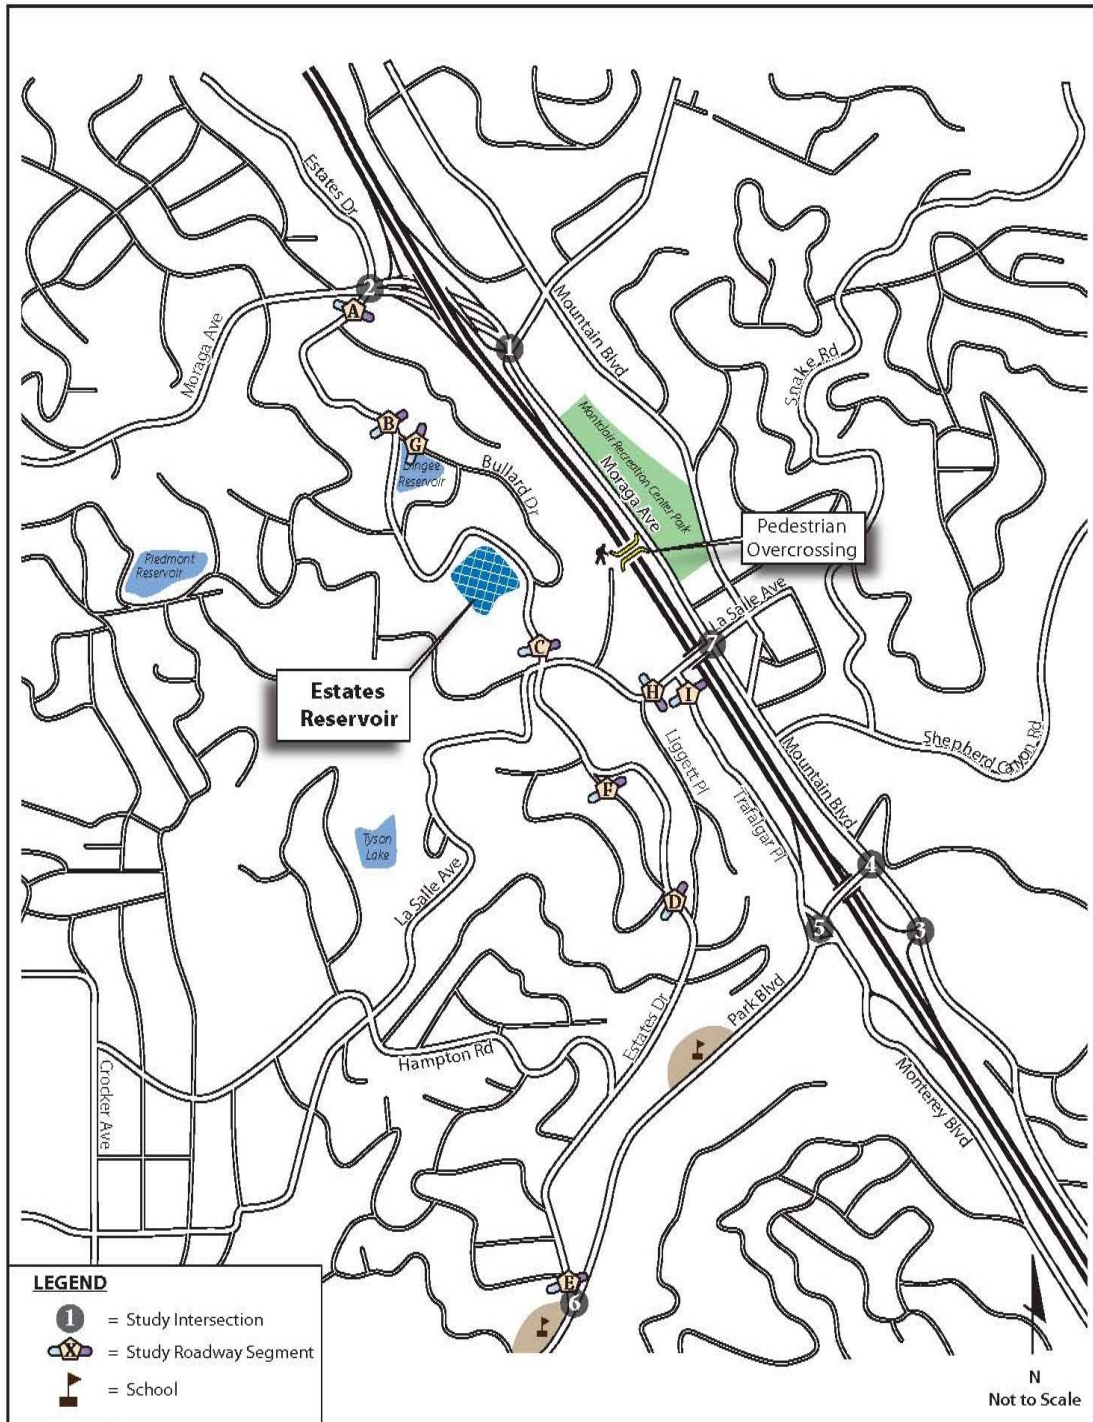 Estates Dr
2
A
Moraga Ave
1
Mountain Blvd
Snake Rd
B
G
Dingee
Reservoir
Bullard Dr
Montclair Recreation Center Park
Moraga Ave
Pedestrian
Overcrossing
Piedmont
Reservoir
La Salle Ave
7
C
Estates
Reservoir
H
I
Liggett Pl
Trafalgar Pl
Mountain Blvd
Shepherd Canyon Rd
F
Tyson
Lake
La Salle Ave
4
D
5
3
Estates Dr
Park Blvd
Hampton Rd
Crocker Ave
Monterey Blvd
E
6
LEGEND
1 = Study Intersection
X = Study Roadway Segment
= School
N
Not to Scale